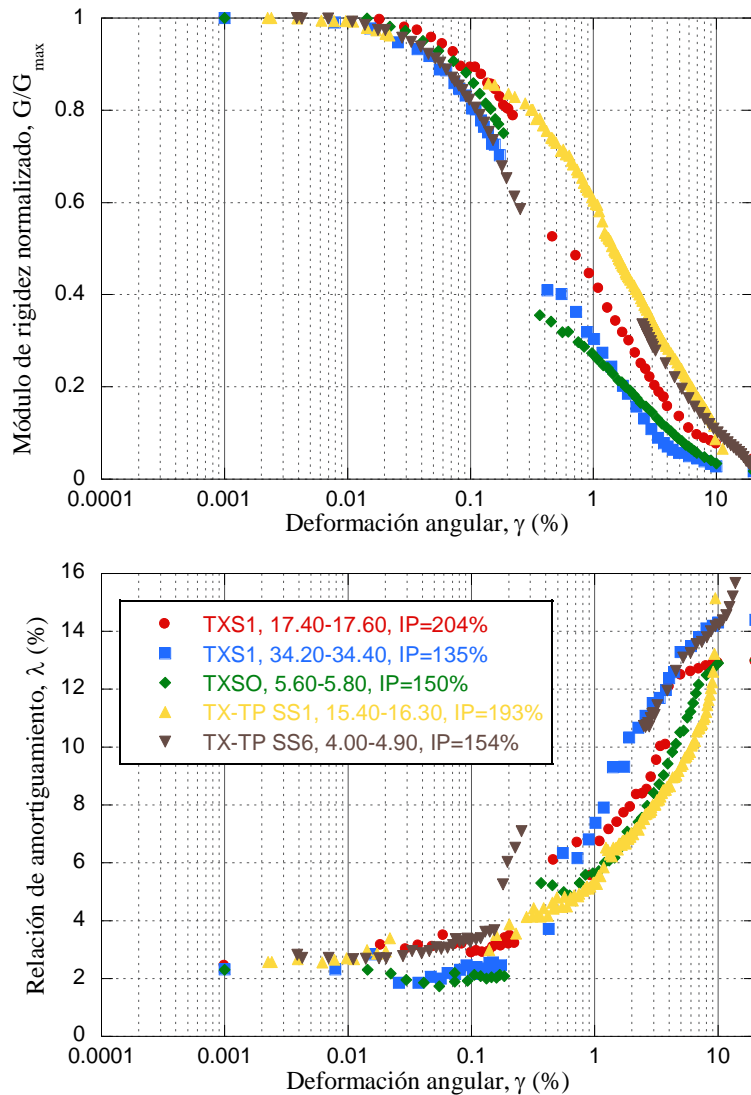 1
0.8
0.6
0.4
0.2
0
Módulo de rigidez normalizado, G/G max
0.0001 0.001 0.01 0.1 1 10
Deformación angular, γ (%)
16
14
12
10
8
6
4
2
0
Relación de amortiguamiento, λ (%)
TXS1, 17.40-17.60, IP=204%
TXS1, 34.20-34.40, IP=135%
TXSO, 5.60-5.80, IP=150%
TX-TP SS1, 15.40-16.30, IP=193%
TX-TP SS6, 4.00-4.90, IP=154%
0.0001 0.001 0.01 0.1 1 10
Deformación angular, γ (%)